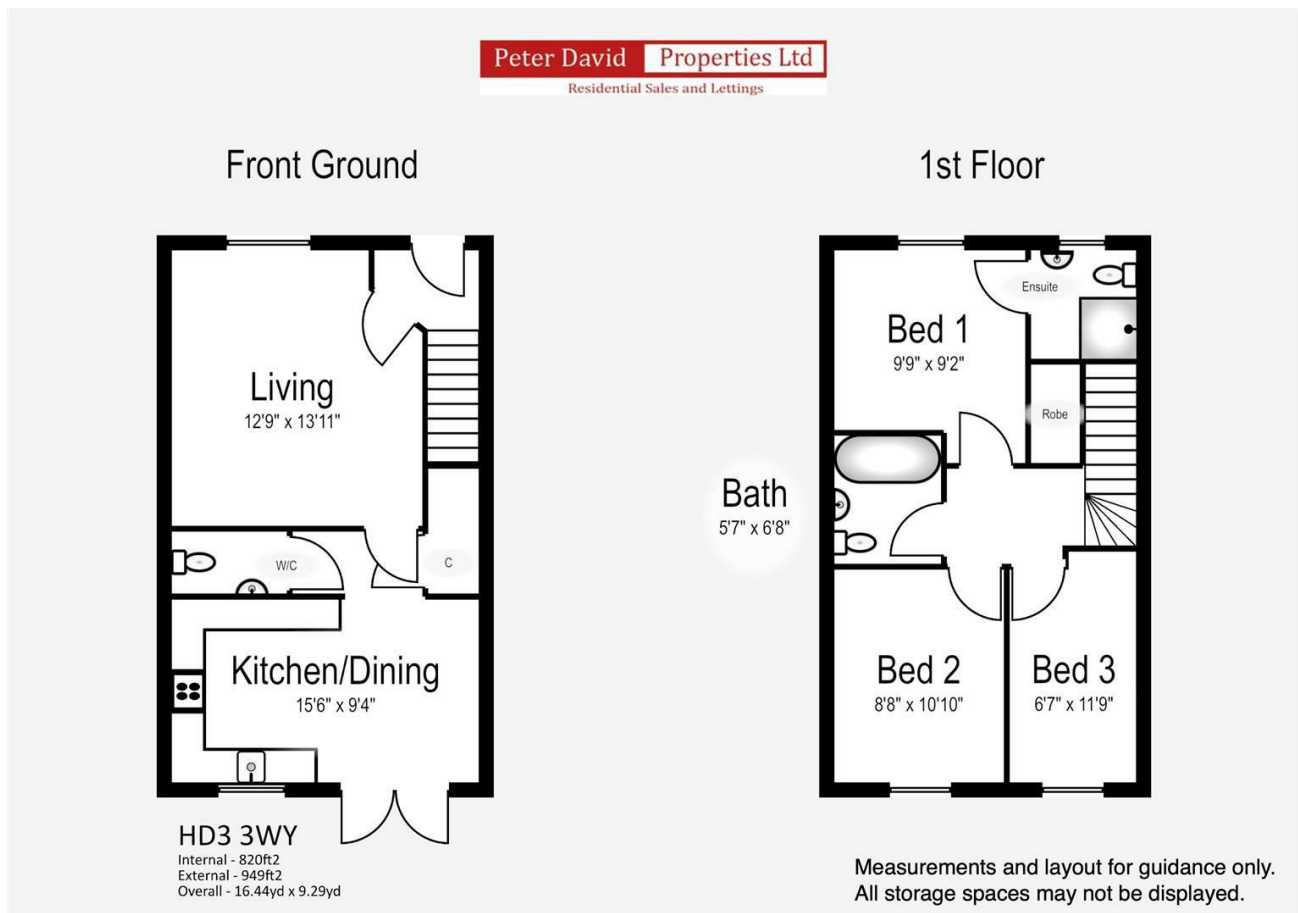 Peter David Properties Ltd
Residential Sales and Lettings
Front Ground
1st Floor
Living
12'9" x 13'11"
W/C
C
Kitchen/Dining
15'6" x 9'4"
HD3 3WY
Internal - 820ft2
External - 949ft2
Overall - 16.44yd x 9.29yd
Ensuite
Bed 1
9'9" x 9'2"
Robe
Bath
5'7" x 6'8"
Bed 2
8'8" x 10'10"
Bed 3
6'7" x 11'9"
Measurements and layout for guidance only.
All storage spaces may not be displayed.